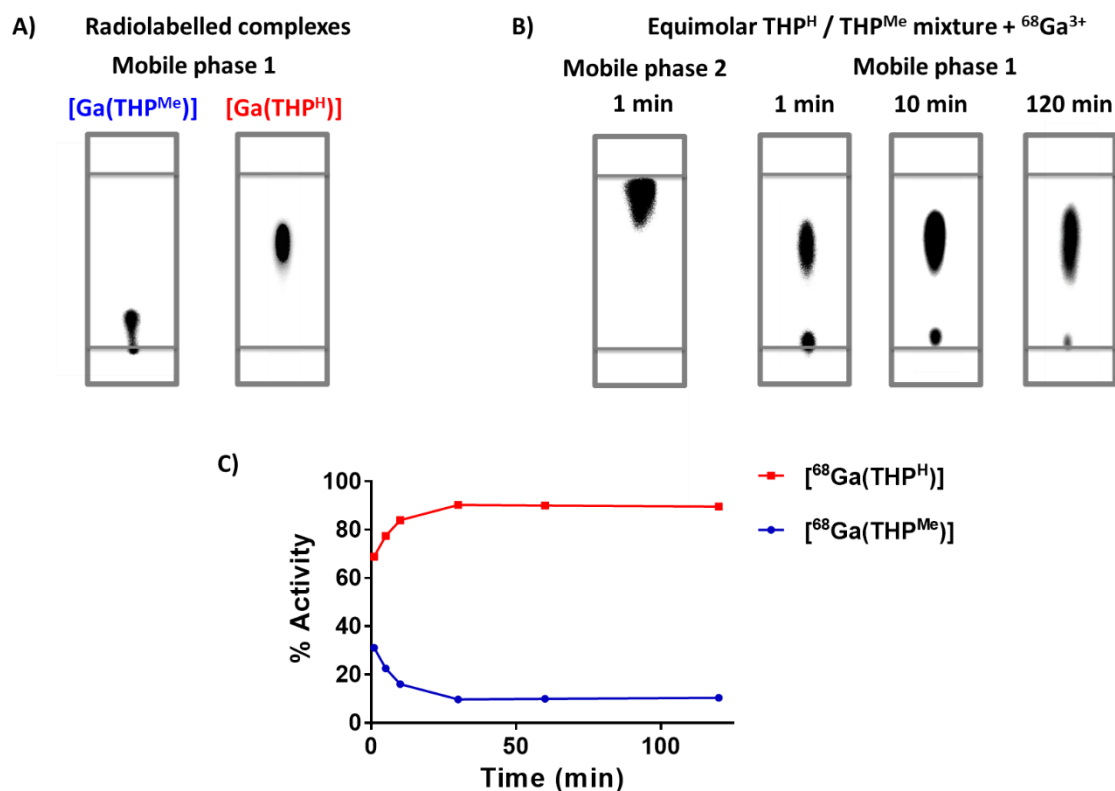 A) Radiolabelled complexes
Mobile phase 1
[Ga(THPᴹᵉ)] [Ga(THPᴴ)]
B) Equimolar THPᴴ / THPᴹᵉ mixture + ⁶⁸Ga³⁺
Mobile phase 2 Mobile phase 1
1 min 1 min 10 min 120 min
C)
100
80
60
40
20
0
% Activity
0 50 100
Time (min)
[⁶⁸Ga(THPᴴ)]
[⁶⁸Ga(THPᴹᵉ)]